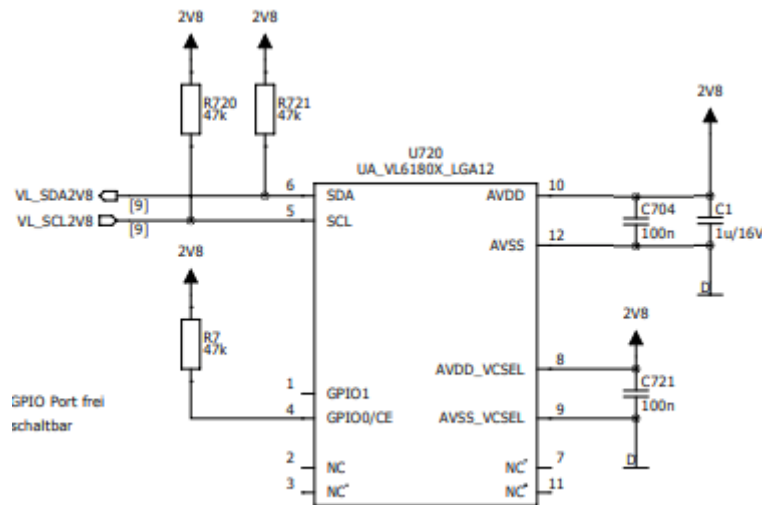 2V8
2V8
R720
47k
R721
47k
2V8
U720
UA_VL6180X_LGA12
VL_SDA2V8
[9]
6
SDA
AVDD
10
VL_SCL2V8
[9]
5
SCL
C704
100n
C1
1u/16V
AVSS
12
2V8
D
R7
47k
2V8
AVDD_VCSEL
8
C721
100n
1
GPIO1
GPIO Port frei
schaltbar
4
GPIO0/CE
AVSS_VCSEL
9
D
2
NC
NC
7
3
NC
NC
11